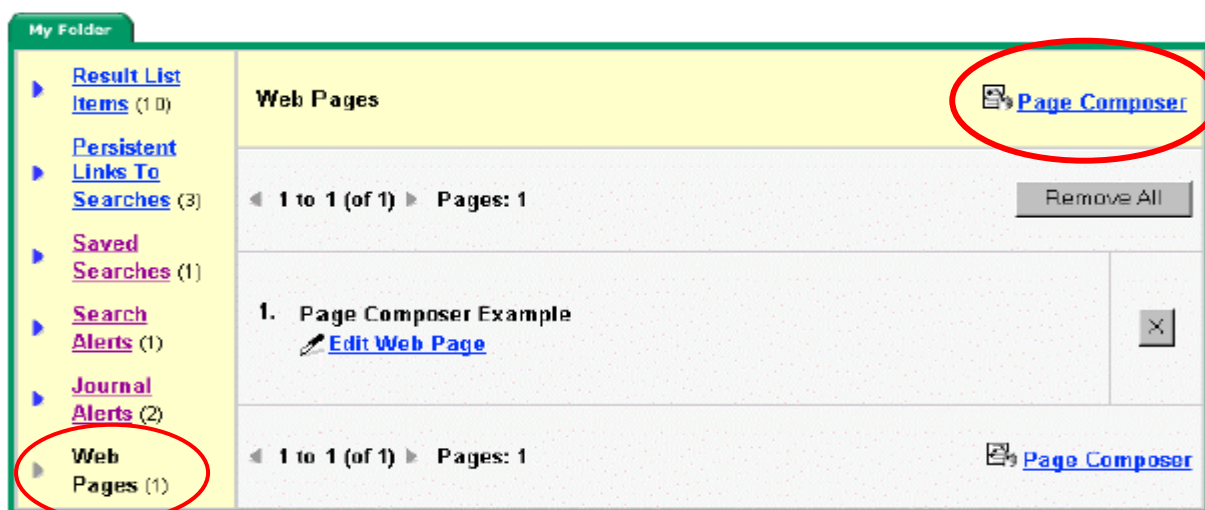 My Folder
Result List
Items (10)
Persistent
Links To
Searches (3)
Saved
Searches (1)
Search
Alerts (1)
Journal
Alerts (2)
Web
Pages (1)
Web Pages
Page Composer
1 to 1 (of 1) Pages: 1
Remove All
1. Page Composer Example
Edit Web Page
1 to 1 (of 1) Pages: 1
Page Composer